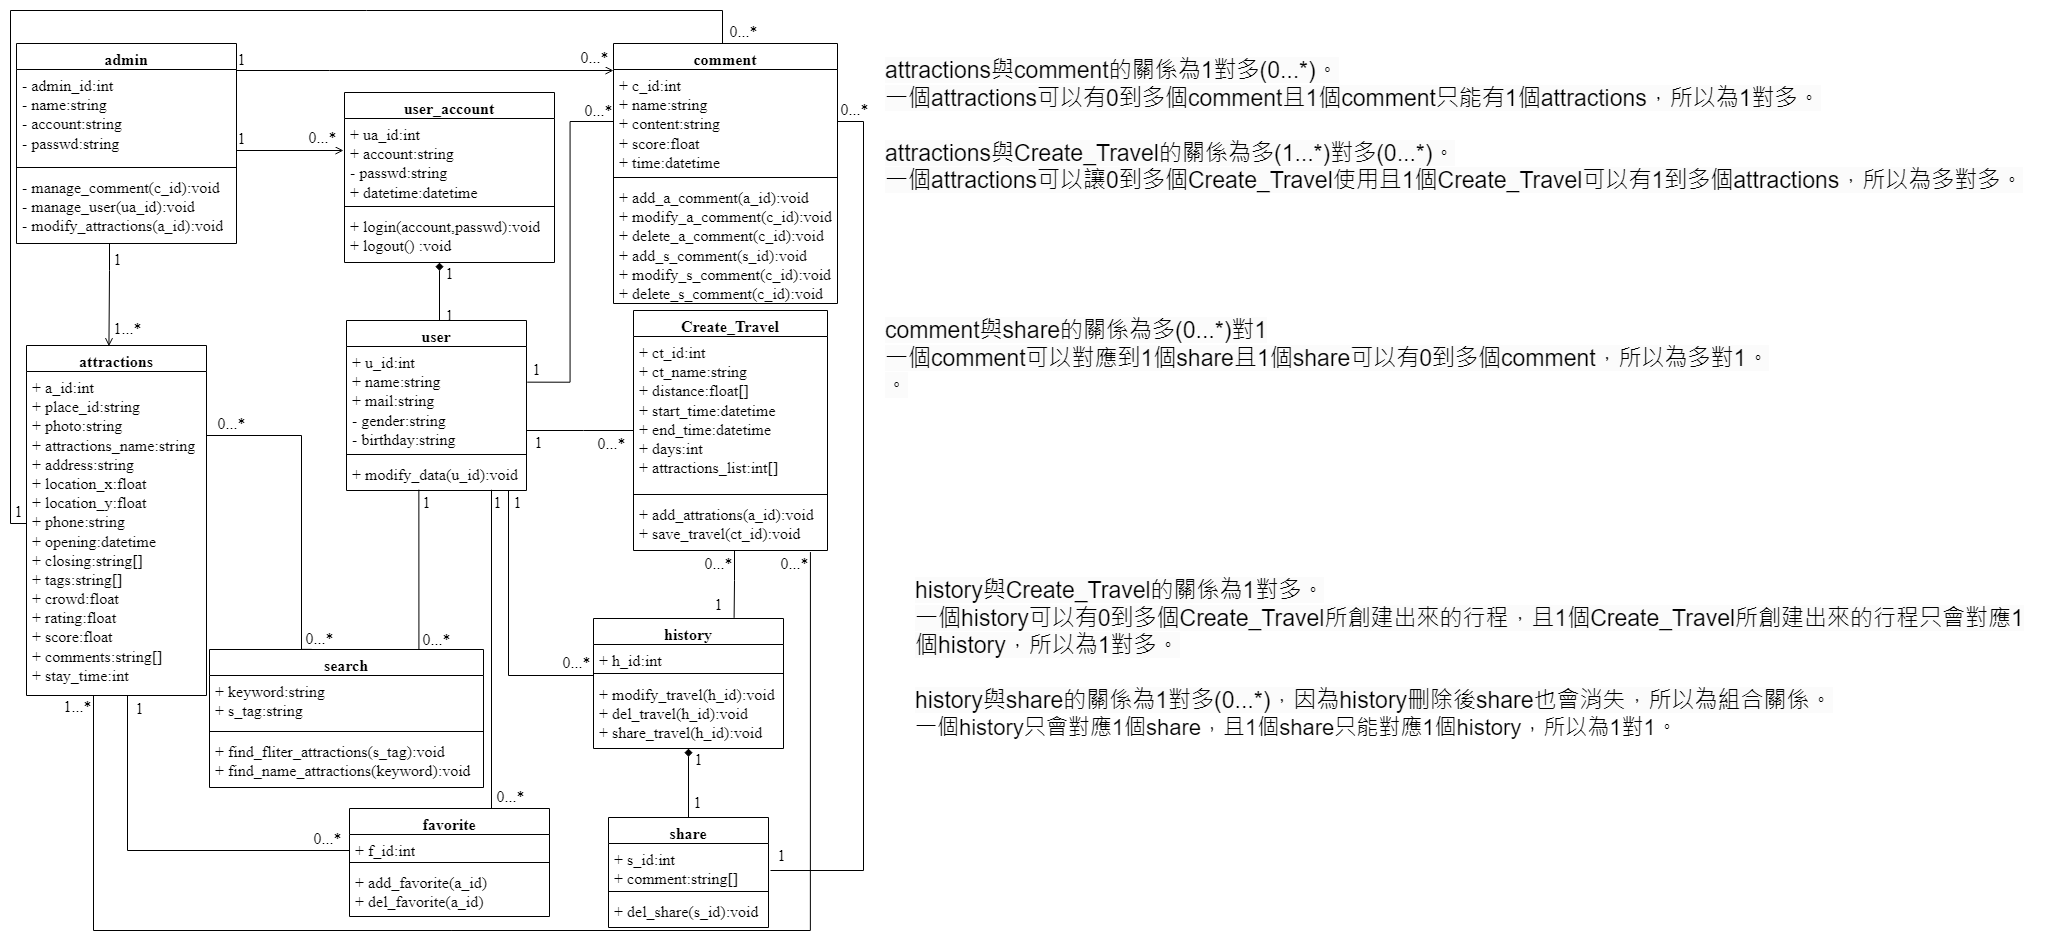 0...*
admin
- admin_id:int
- name:string
- account:string
- passwd:string
- manage_comment(c_id):void
- manage_user(ua_id):void
- modify_attractions(a_id):void
1
0...*
1
0...*
1
1...*
user_account
+ ua_id:int
+ account:string
- passwd:string
+ datetime:datetime
+ login(account,passwd):void
+ logout() :void
1
1
comment
+ c_id:int
+ name:string
+ content:string
+ score:float
+ time:datetime
+ add_a_comment(a_id):void
+ modify_a_comment(c_id):void
+ delete_a_comment(c_id):void
+ add_s_comment(s_id):void
+ modify_s_comment(c_id):void
+ delete_s_comment(c_id):void
0...*
0...*
user
+ u_id:int
+ name:string
+ mail:string
- gender:string
- birthday:string
+ modify_data(u_id):void
1
1
0...*
1
1
1
Create_Travel
+ ct_id:int
+ ct_name:string
+ distance:float[]
+ start_time:datetime
+ end_time:datetime
+ days:int
+ attractions_list:int[]
+ add_attrations(a_id):void
+ save_travel(ct_id):void
0...*
0...*
1
attractions
+ a_id:int
+ place_id:string
+ photo:string
+ attractions_name:string
+ address:string
+ location_x:float
+ location_y:float
+ phone:string
+ opening:datetime
+ closing:string[]
+ tags:string[]
+ crowd:float
+ rating:float
+ score:float
+ comments:string[]
+ stay_time:int
1
0...*
1...*
1
0...*
0...*
search
+ keyword:string
+ s_tag:string
+ find_fliter_attractions(s_tag):void
+ find_name_attractions(keyword):void
0...*
history
+ h_id:int
+ modify_travel(h_id):void
+ del_travel(h_id):void
+ share_travel(h_id):void
1
1
0...*
0...*
favorite
+ f_id:int
+ add_favorite(a_id)
+ del_favorite(a_id)
share
+ s_id:int
+ comment:string[]
+ del_share(s_id):void
1
attractions與comment的關係為1對多(0...*)。
一個attractions可以有0到多個comment且1個comment只能有1個attractions，所以為1對多。
attractions與Create_Travel的關係為多(1...*)對多(0...*)。
一個attractions可以讓0到多個Create_Travel使用且1個Create_Travel可以有1到多個attractions，所以為多對多。
comment與share的關係為多(0...*)對1
一個comment可以對應到1個share且1個share可以有0到多個comment，所以為多對1。
。
history與Create_Travel的關係為1對多。
一個history可以有0到多個Create_Travel所創建出來的行程，且1個Create_Travel所創建出來的行程只會對應1
個history，所以為1對多。
history與share的關係為1對多(0...*)，因為history刪除後share也會消失，所以為組合關係。
一個history只會對應1個share，且1個share只能對應1個history，所以為1對1。